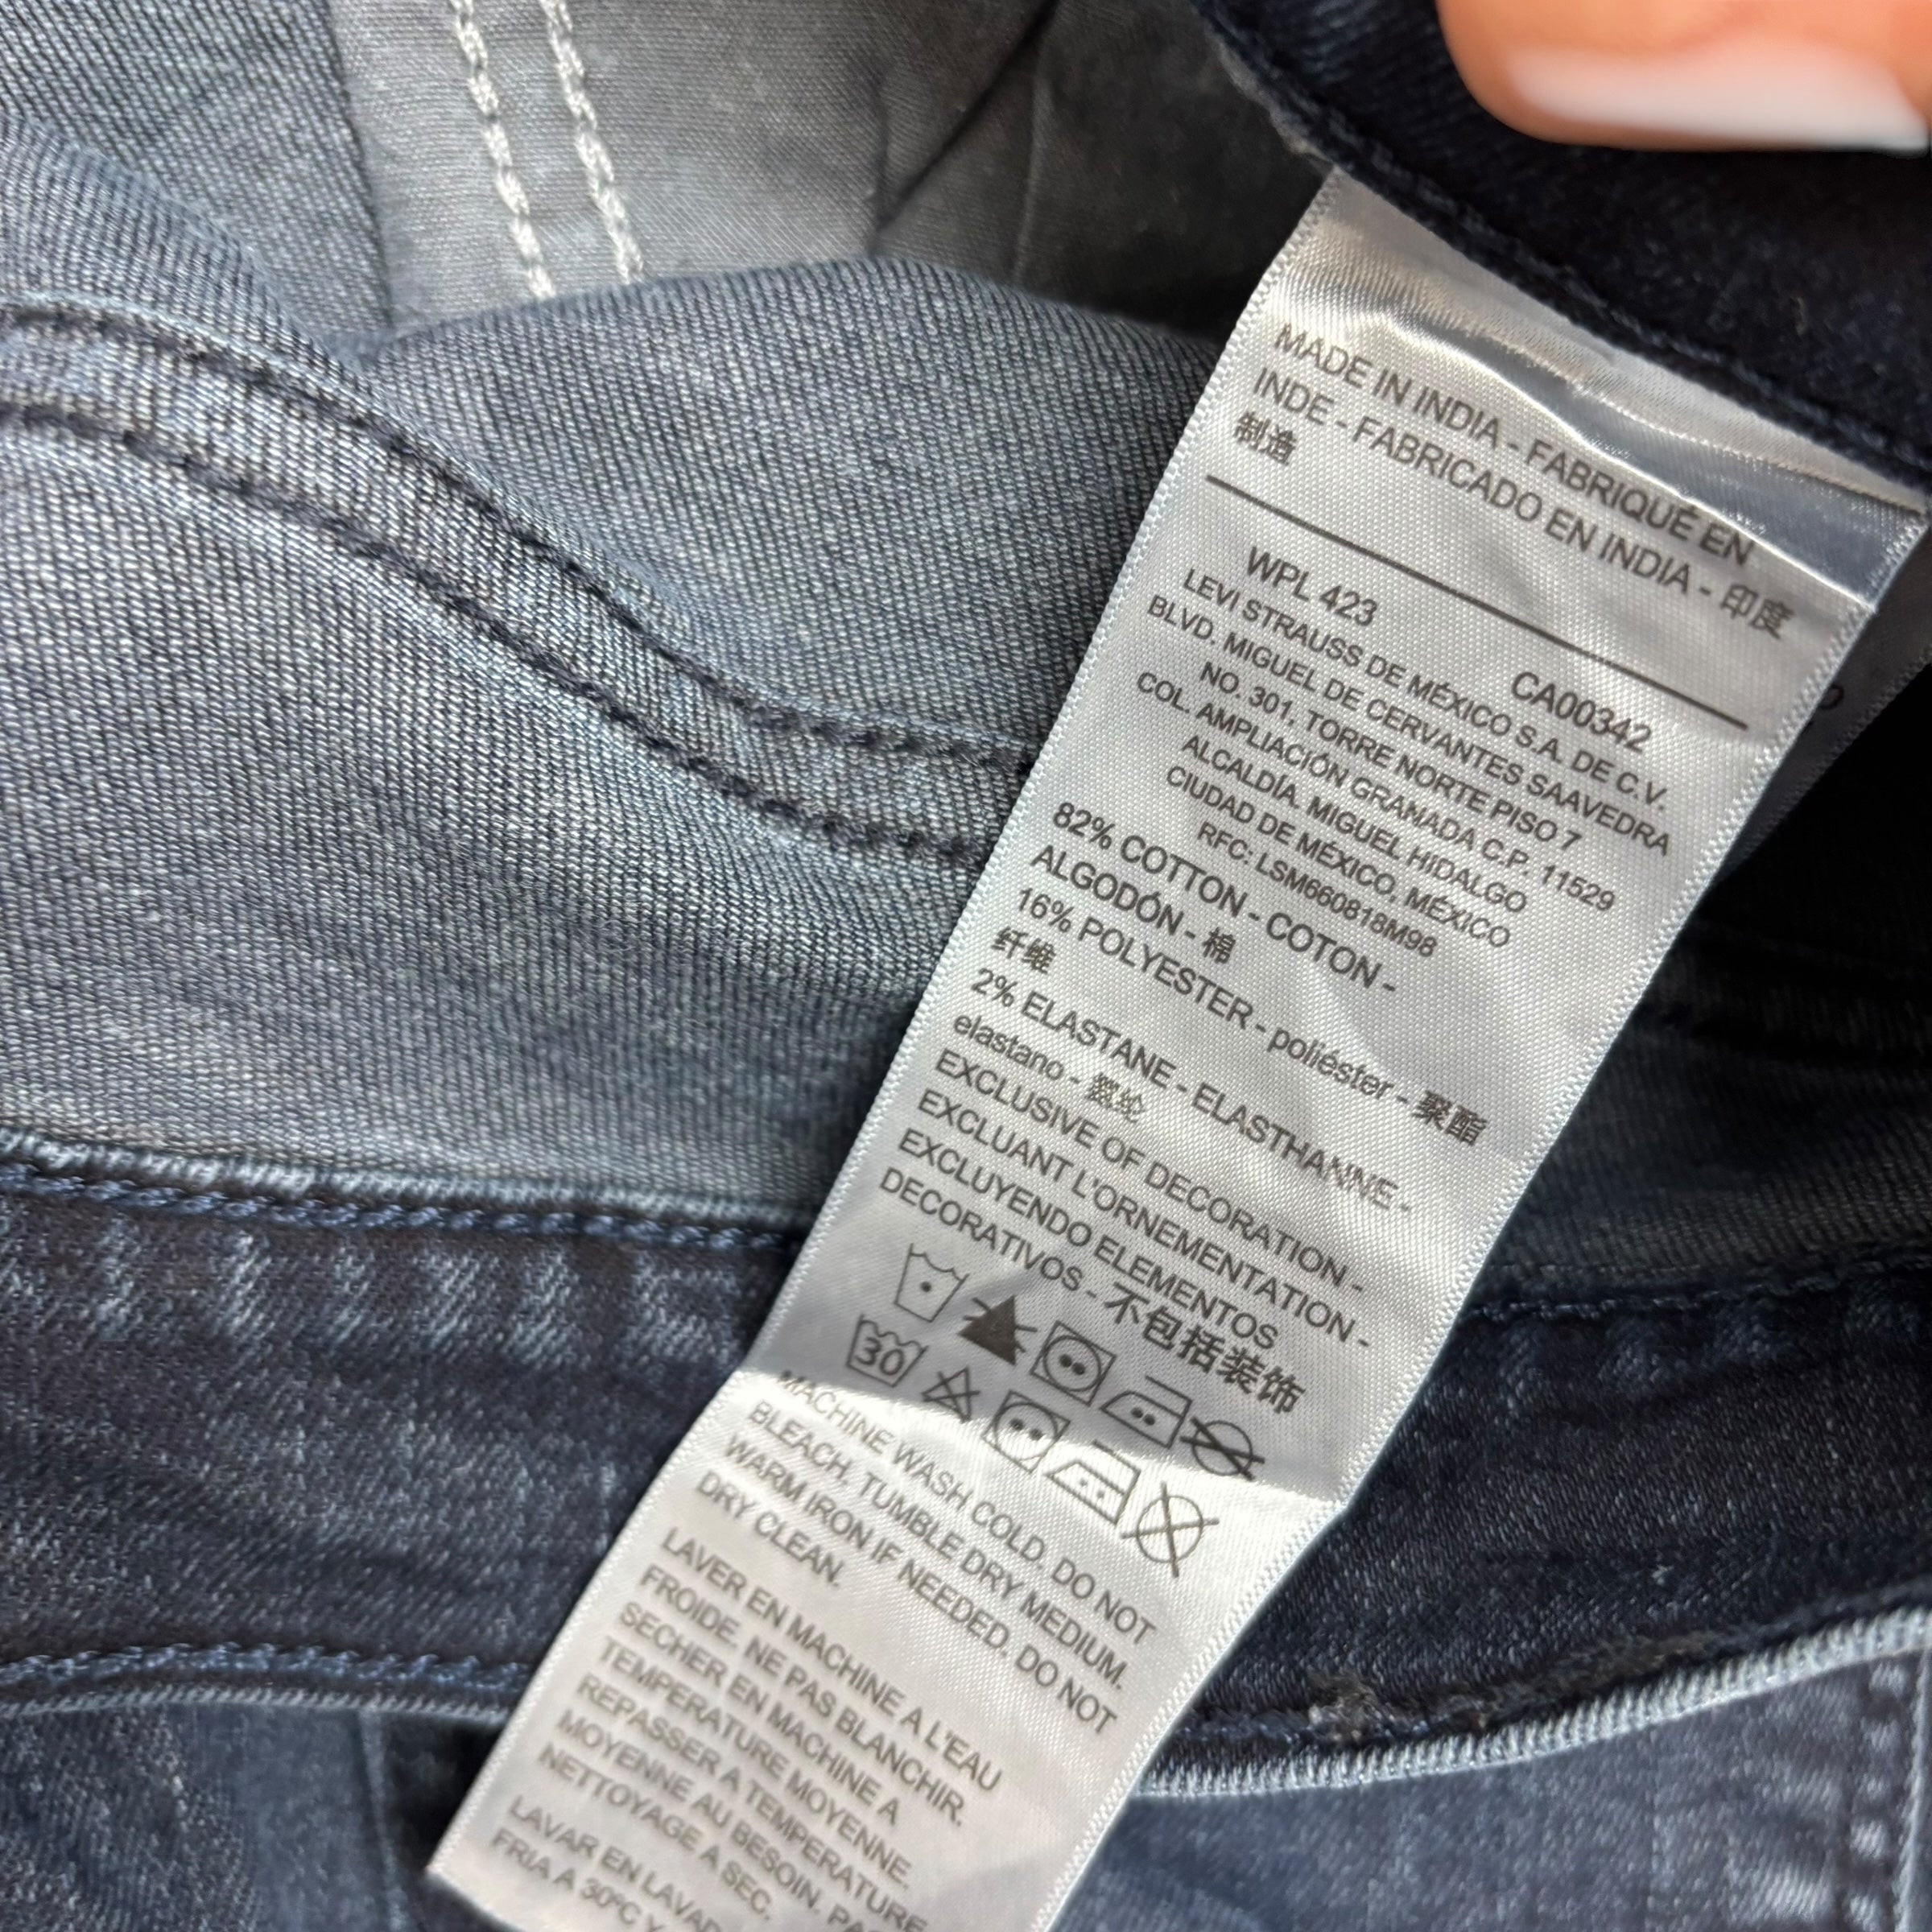 MADE IN INDIA - FABRIQUÉ EN
INDE - FABRICADO EN INDIA - 印度
制造
WPL 423
CA00342
LEVI STRAUSS DE MÉXICO S.A. DE C.V.
BLVD. MIGUEL DE CERVANTES SAAVEDRA
NO. 301, TORRE NORTE PISO 7
COL. AMPLIACIÓN GRANADA C.P. 11529
ALCALDÍA. MIGUEL HIDALGO
CIUDAD DE MÉXICO, MÉXICO
RFC: LSM660818M98
82% COTTON - COTON -
ALGODÓN - 棉
16% POLYESTER - poliéster - 聚酯
纤维
2% ELASTANE - ELASTHANNE -
elastano - 氨纶
EXCLUSIVE OF DECORATION -
EXCLUANT L'ORNEMENTATION -
EXCLUYENDO ELEMENTOS
DECORATIVOS - 不包括装饰
30
MACHINE WASH COLD. DO NOT
BLEACH. TUMBLE DRY MEDIUM.
WARM IRON IF NEEDED. DO NOT
DRY CLEAN.
LAVER EN MACHINE A L'EAU
FROIDE. NE PAS BLANCHIR.
SECHER EN MACHINE A
TEMPERATURE MOYENNE.
REPASSER A TEMPERATURE
MOYENNE AU BESOIN. PAS
NETTOYAGE A SEC.
LAVAR EN
FRIA A 30ºC Y